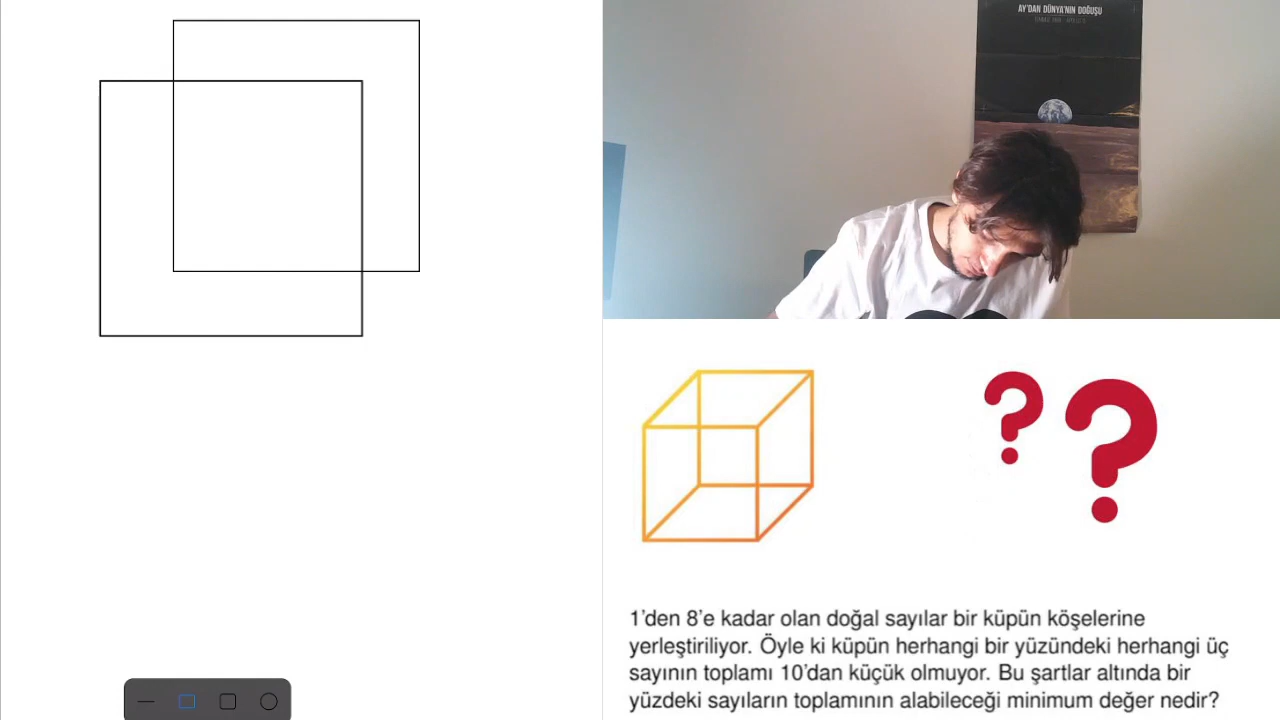 AY'DAN DÜNYA'NIN DOĞUŞU
1'den 8'e kadar olan doğal sayılar bir küpün köşelerine
yerleştiriliyor. Öyle ki küpün herhangi bir yüzündeki herhangi üç
sayının toplamı 10'dan küçük olmuyor. Bu şartlar altında bir
yüzdeki sayıların toplamının alabileceği minimum değer nedir?